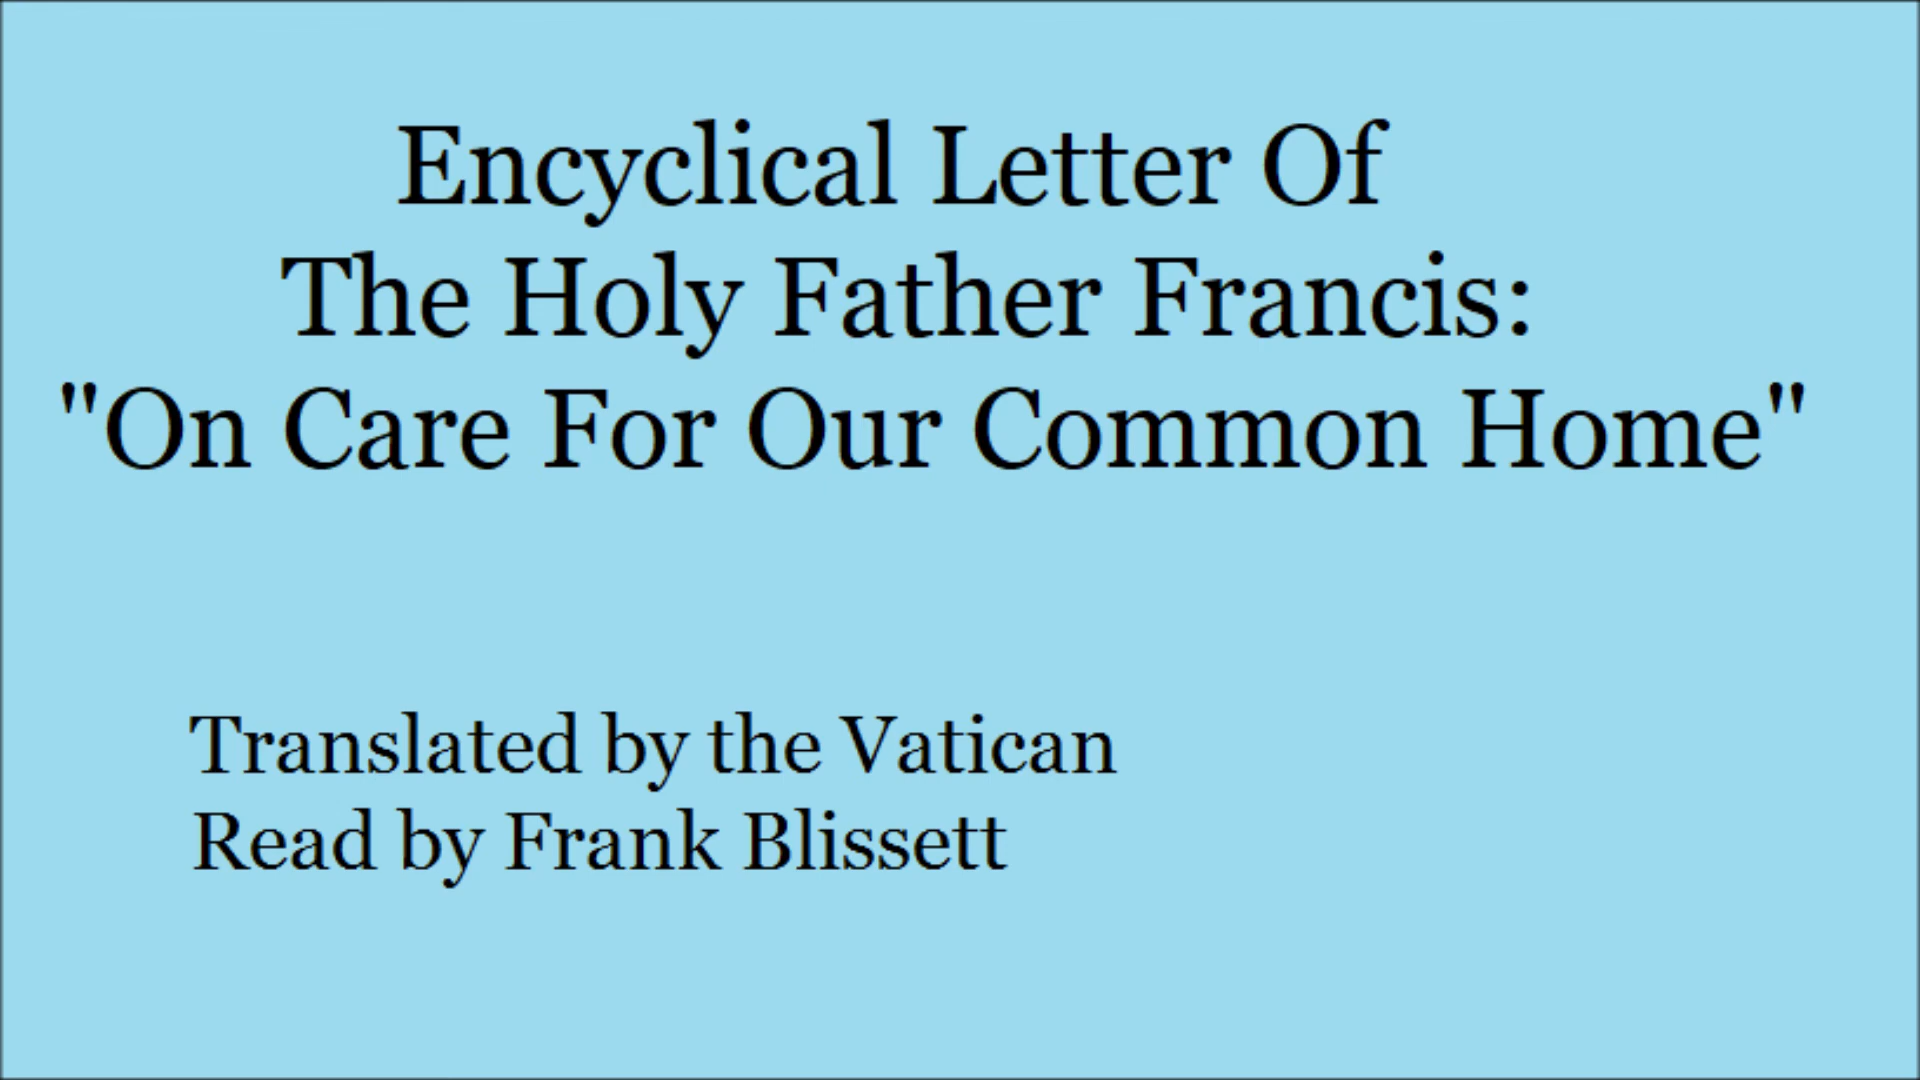 Encyclical Letter Of
The Holy Father Francis:
"On Care For Our Common Home"
Translated by the Vatican
Read by Frank Blissett